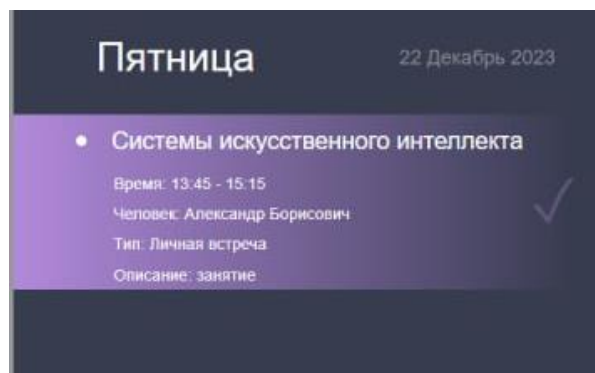 Пятница
22 Декабрь 2023
Системы искусственного интеллекта
Время: 13:45 - 15:15
Человек: Александр Борисович
Тип: Личная встреча
Описание: занятие